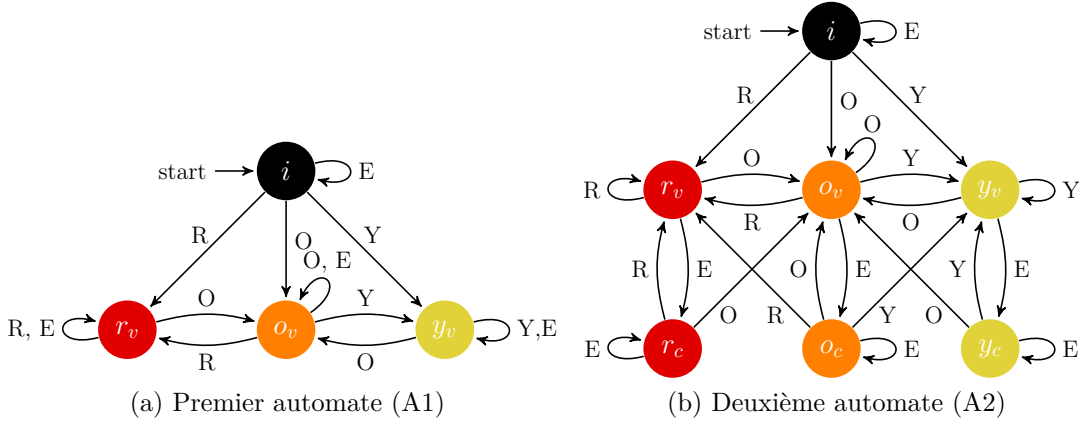 start
i
E
R
O
Y
O, E
R, E
r_v
O
R
o_v
Y
O
y_v
Y,E
(a) Premier automate (A1)
start
i
E
R
O
Y
O
R
r_v
O
R
o_v
Y
O
y_v
Y
R
E
O
E
Y
E
O
R
Y
O
E
r_c
o_c
E
y_c
E
(b) Deuxième automate (A2)